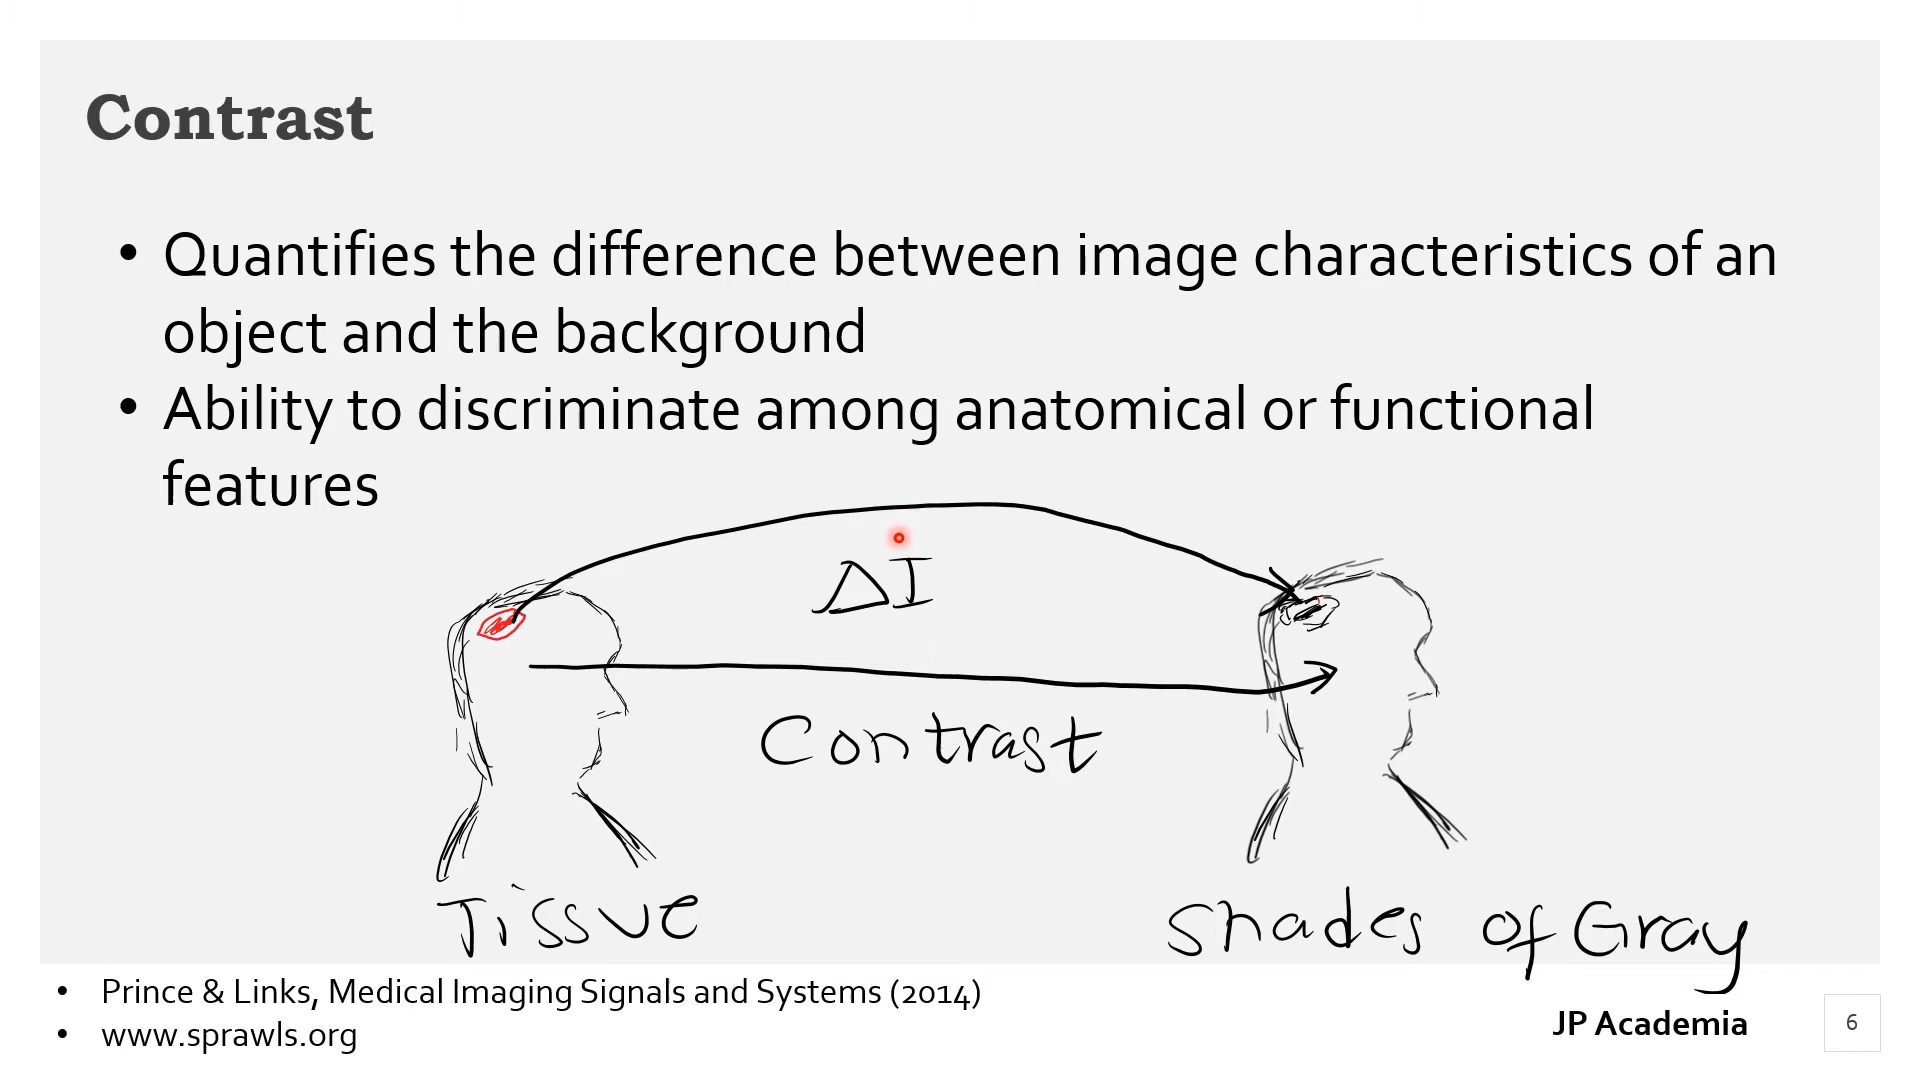 Contrast
• Quantifies the difference between image characteristics of an
object and the background
• Ability to discriminate among anatomical or functional
features
ΔI
Contrast
Tissue
Shades of Gray
• Prince & Links, Medical Imaging Signals and Systems (2014)
• www.sprawls.org
JP Academia
6